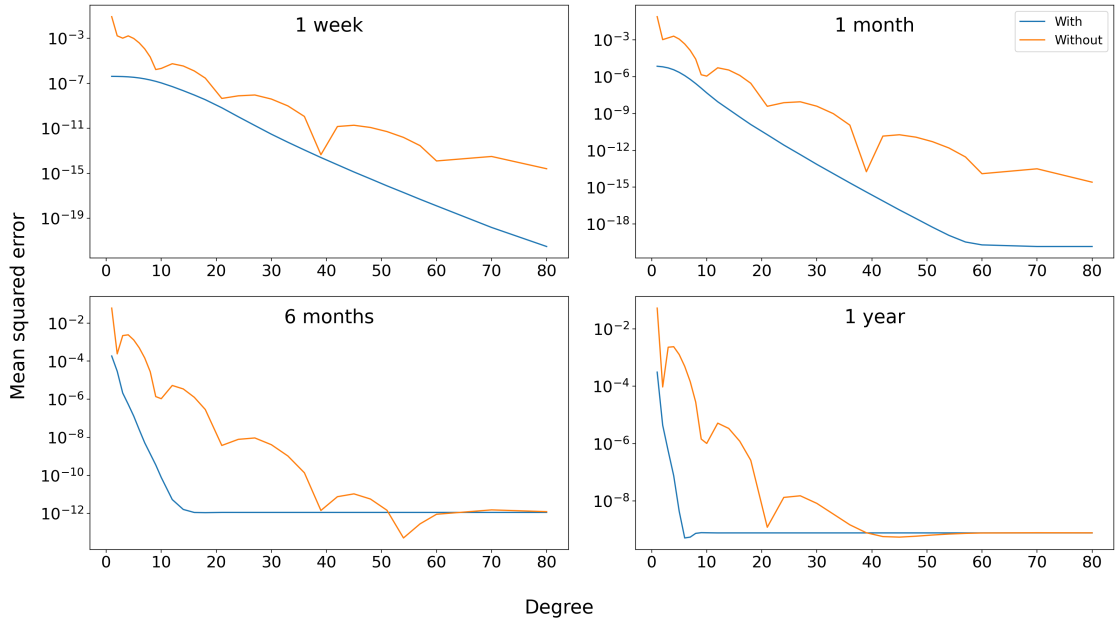 1 week
10⁻³
10⁻⁷
10⁻¹¹
10⁻¹⁵
10⁻¹⁹
0 10 20 30 40 50 60 70 80
1 month
With
Without
10⁻³
10⁻⁶
10⁻⁹
10⁻¹²
10⁻¹⁵
10⁻¹⁸
0 10 20 30 40 50 60 70 80
Mean squared error
6 months
10⁻²
10⁻⁴
10⁻⁶
10⁻⁸
10⁻¹⁰
10⁻¹²
0 10 20 30 40 50 60 70 80
1 year
10⁻²
10⁻⁴
10⁻⁶
10⁻⁸
0 10 20 30 40 50 60 70 80
Degree